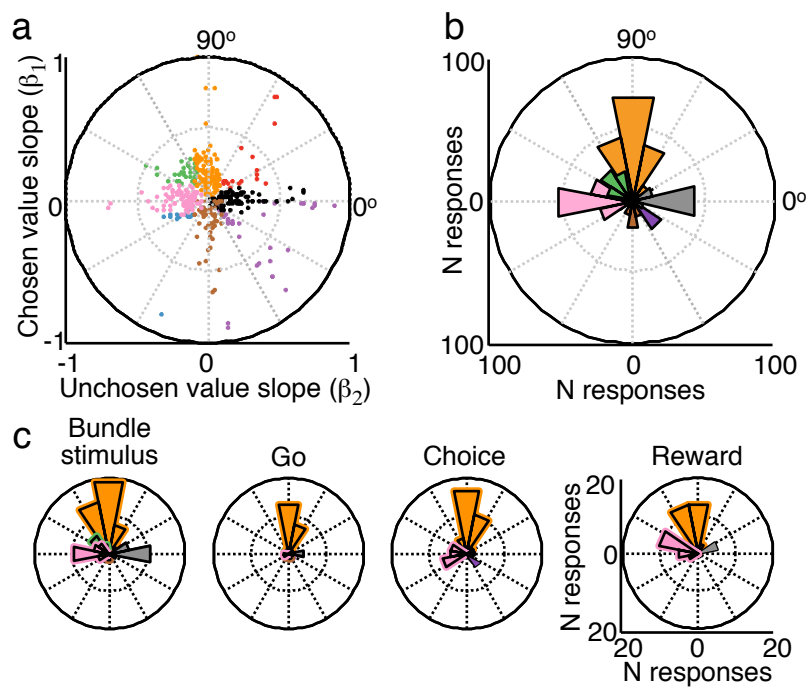 a
b
90º
1
Chosen value slope (β1)
0
-1
-1
0
1
Unchosen value slope (β2)
0º
90º
100
N responses
0
100
100
0
100
N responses
0º
c
Bundle
stimulus
Go
Choice
Reward
20
N responses
0
20
20
0
20
N responses